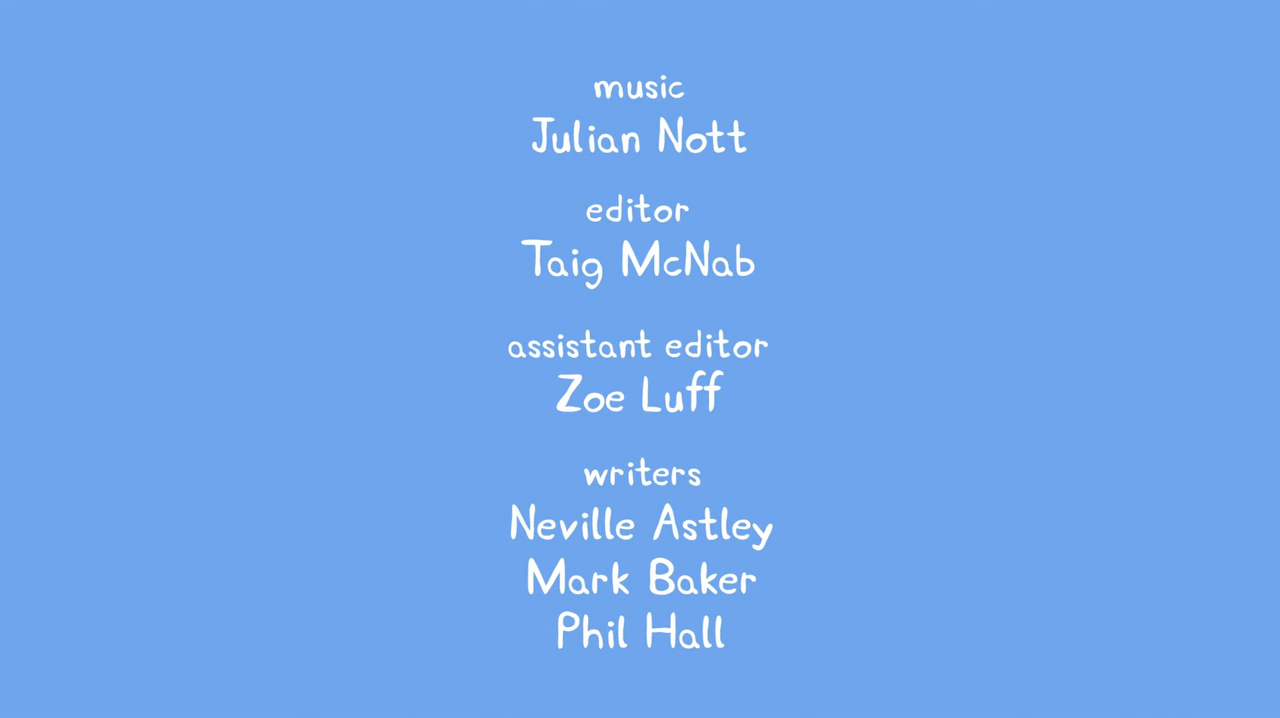 music
Julian Nott
editor
Taig McNab
assistant editor
Zoe Luff
writers
Neville Astley
Mark Baker
Phil Hall